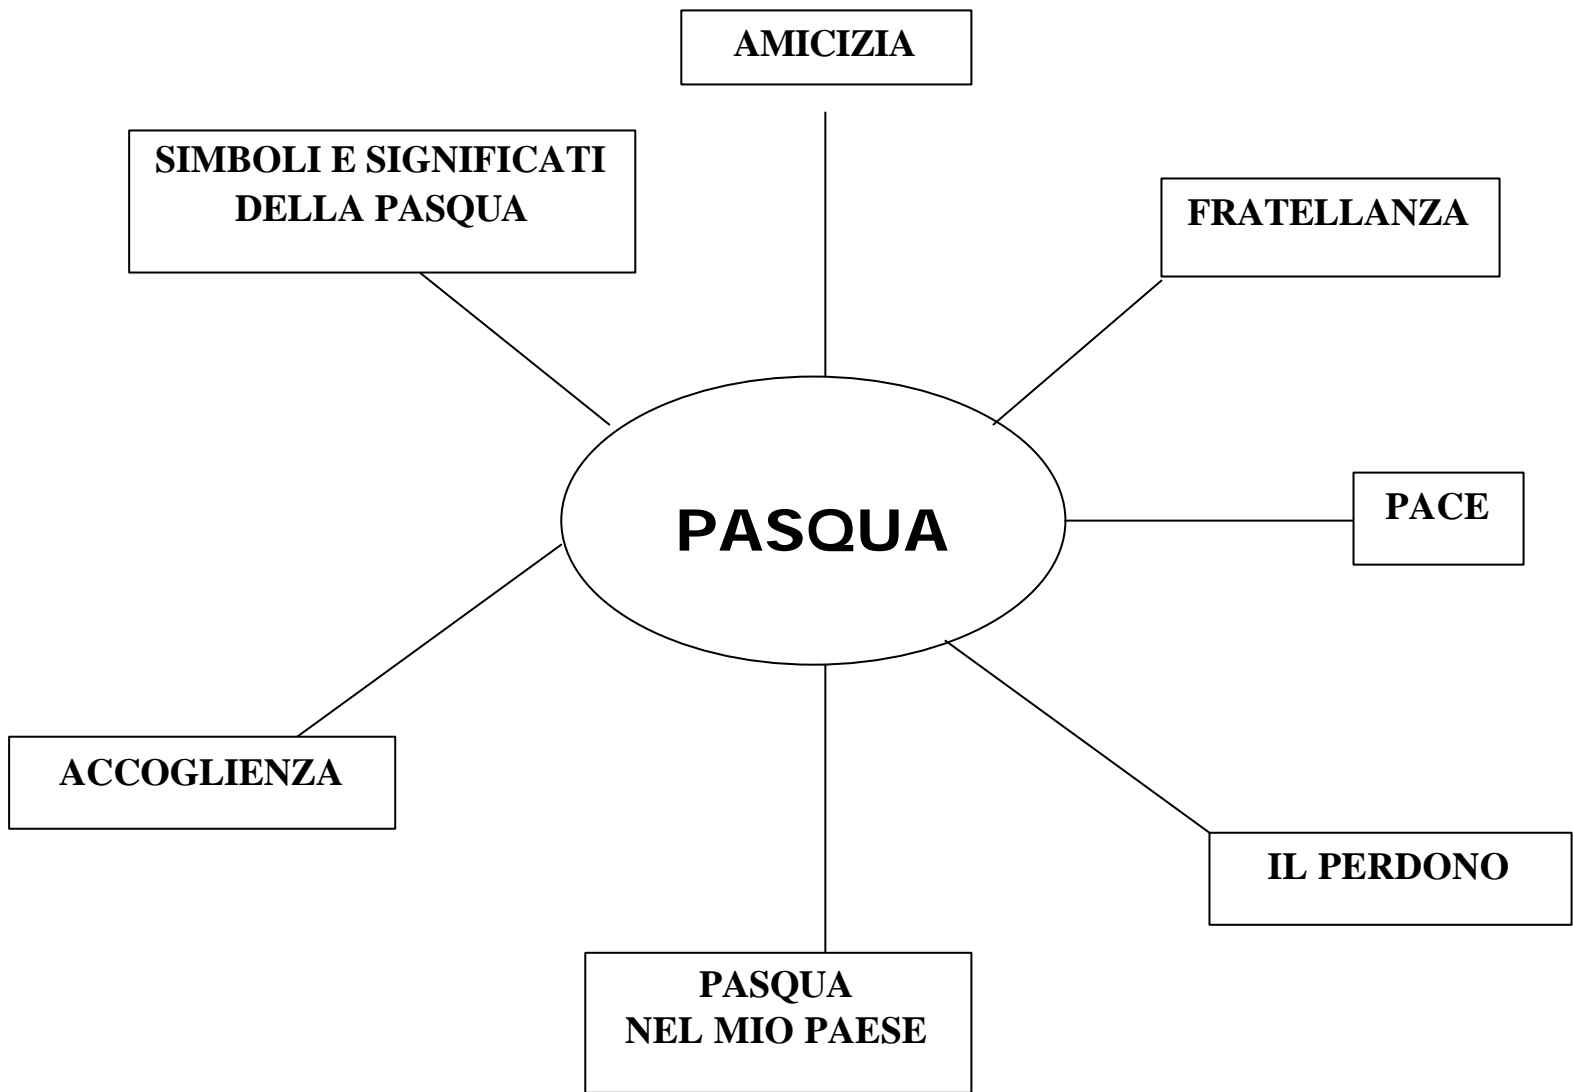 AMICIZIA
SIMBOLI E SIGNIFICATI
DELLA PASQUA
FRATELLANZA
PASQUA
PACE
ACCOGLIENZA
IL PERDONO
PASQUA
NEL MIO PAESE